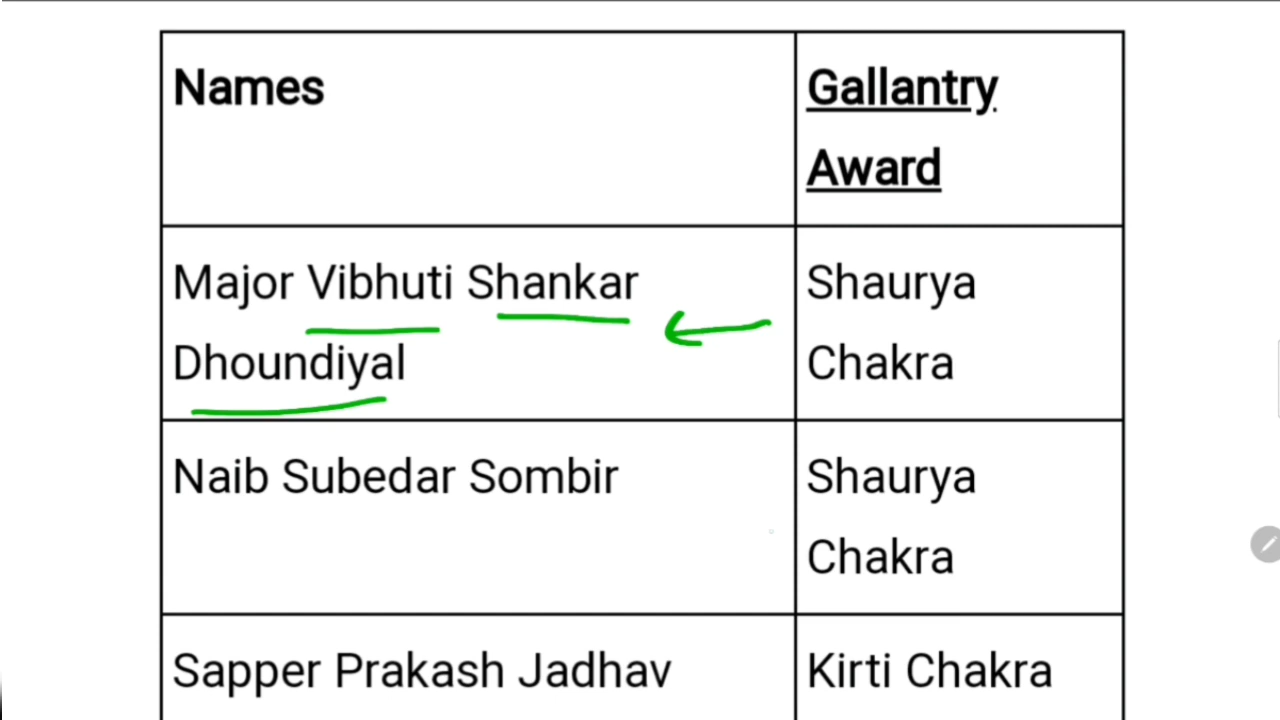 Names
Gallantry
Award
Major Vibhuti Shankar
Dhoundiyal
Shaurya
Chakra
Naib Subedar Sombir
Shaurya
Chakra
Sapper Prakash Jadhav
Kirti Chakra